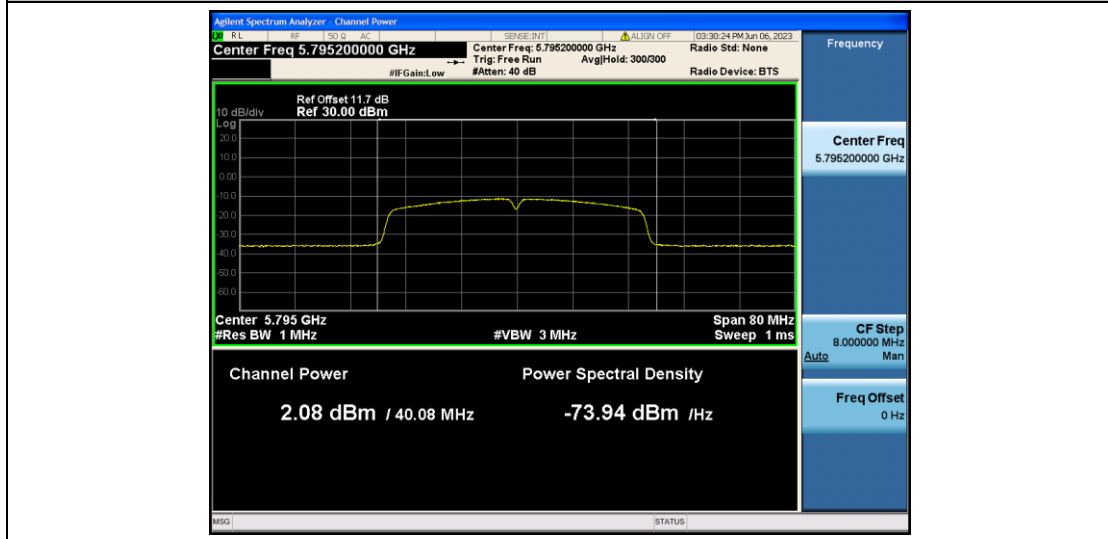 Agilent Spectrum Analyzer - Channel Power
RL RF 50 Ω AC SENSE:INT ALIGN OFF 03:30:24 PM Jun 06, 2023
Center Freq 5.795200000 GHz
Center Freq: 5.795200000 GHz
Radio Std: None
Trig: Free Run Avg|Hold: 300/300
#IFGain:Low #Atten: 40 dB Radio Device: BTS
Ref Offset 11.7 dB
10 dB/div Ref 30.00 dBm
Log
20.0
10.0
0.00
-10.0
-20.0
-30.0
-40.0
-50.0
-60.0
Center 5.795 GHz Span 80 MHz
#Res BW 1 MHz #VBW 3 MHz Sweep 1 ms
Channel Power Power Spectral Density
2.08 dBm / 40.08 MHz -73.94 dBm /Hz
MSG STATUS
Frequency
Center Freq
5.795200000 GHz
CF Step
8.000000 MHz
Auto Man
Freq Offset
0 Hz